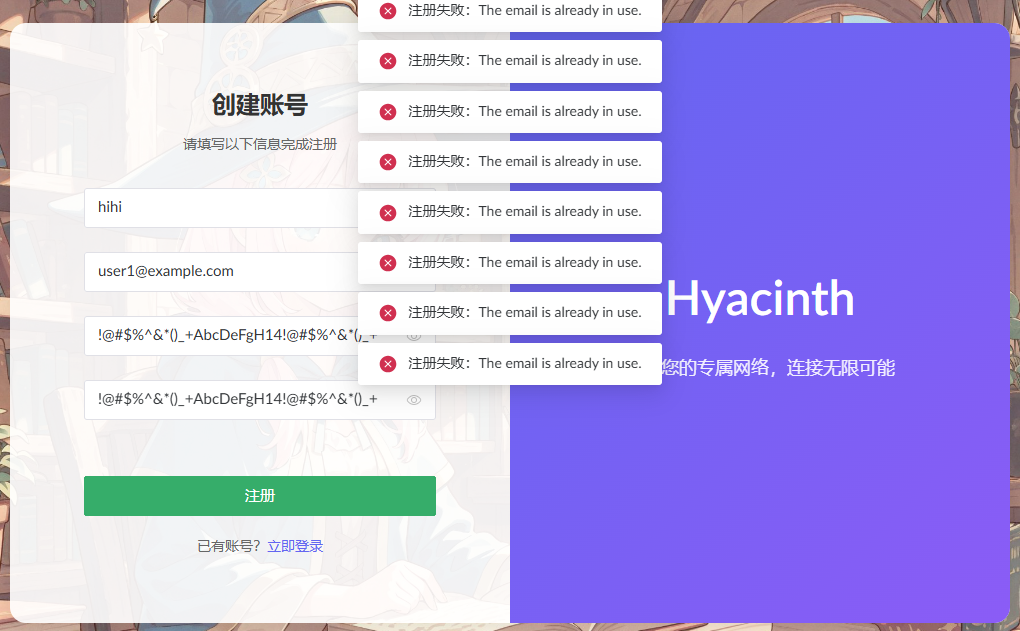 创建账号
请填写以下信息完成注册
hihi
user1@example.com
!@#$%^&*()_+AbcDeFgH14!@#$%^&*()_+
!@#$%^&*()_+AbcDeFgH14!@#$%^&*()_+
注册
已有账号？立即登录
注册失败：The email is already in use.
注册失败：The email is already in use.
注册失败：The email is already in use.
注册失败：The email is already in use.
注册失败：The email is already in use.
注册失败：The email is already in use.
注册失败：The email is already in use.
注册失败：The email is already in use.
Hyacinth
您的专属网络，连接无限可能